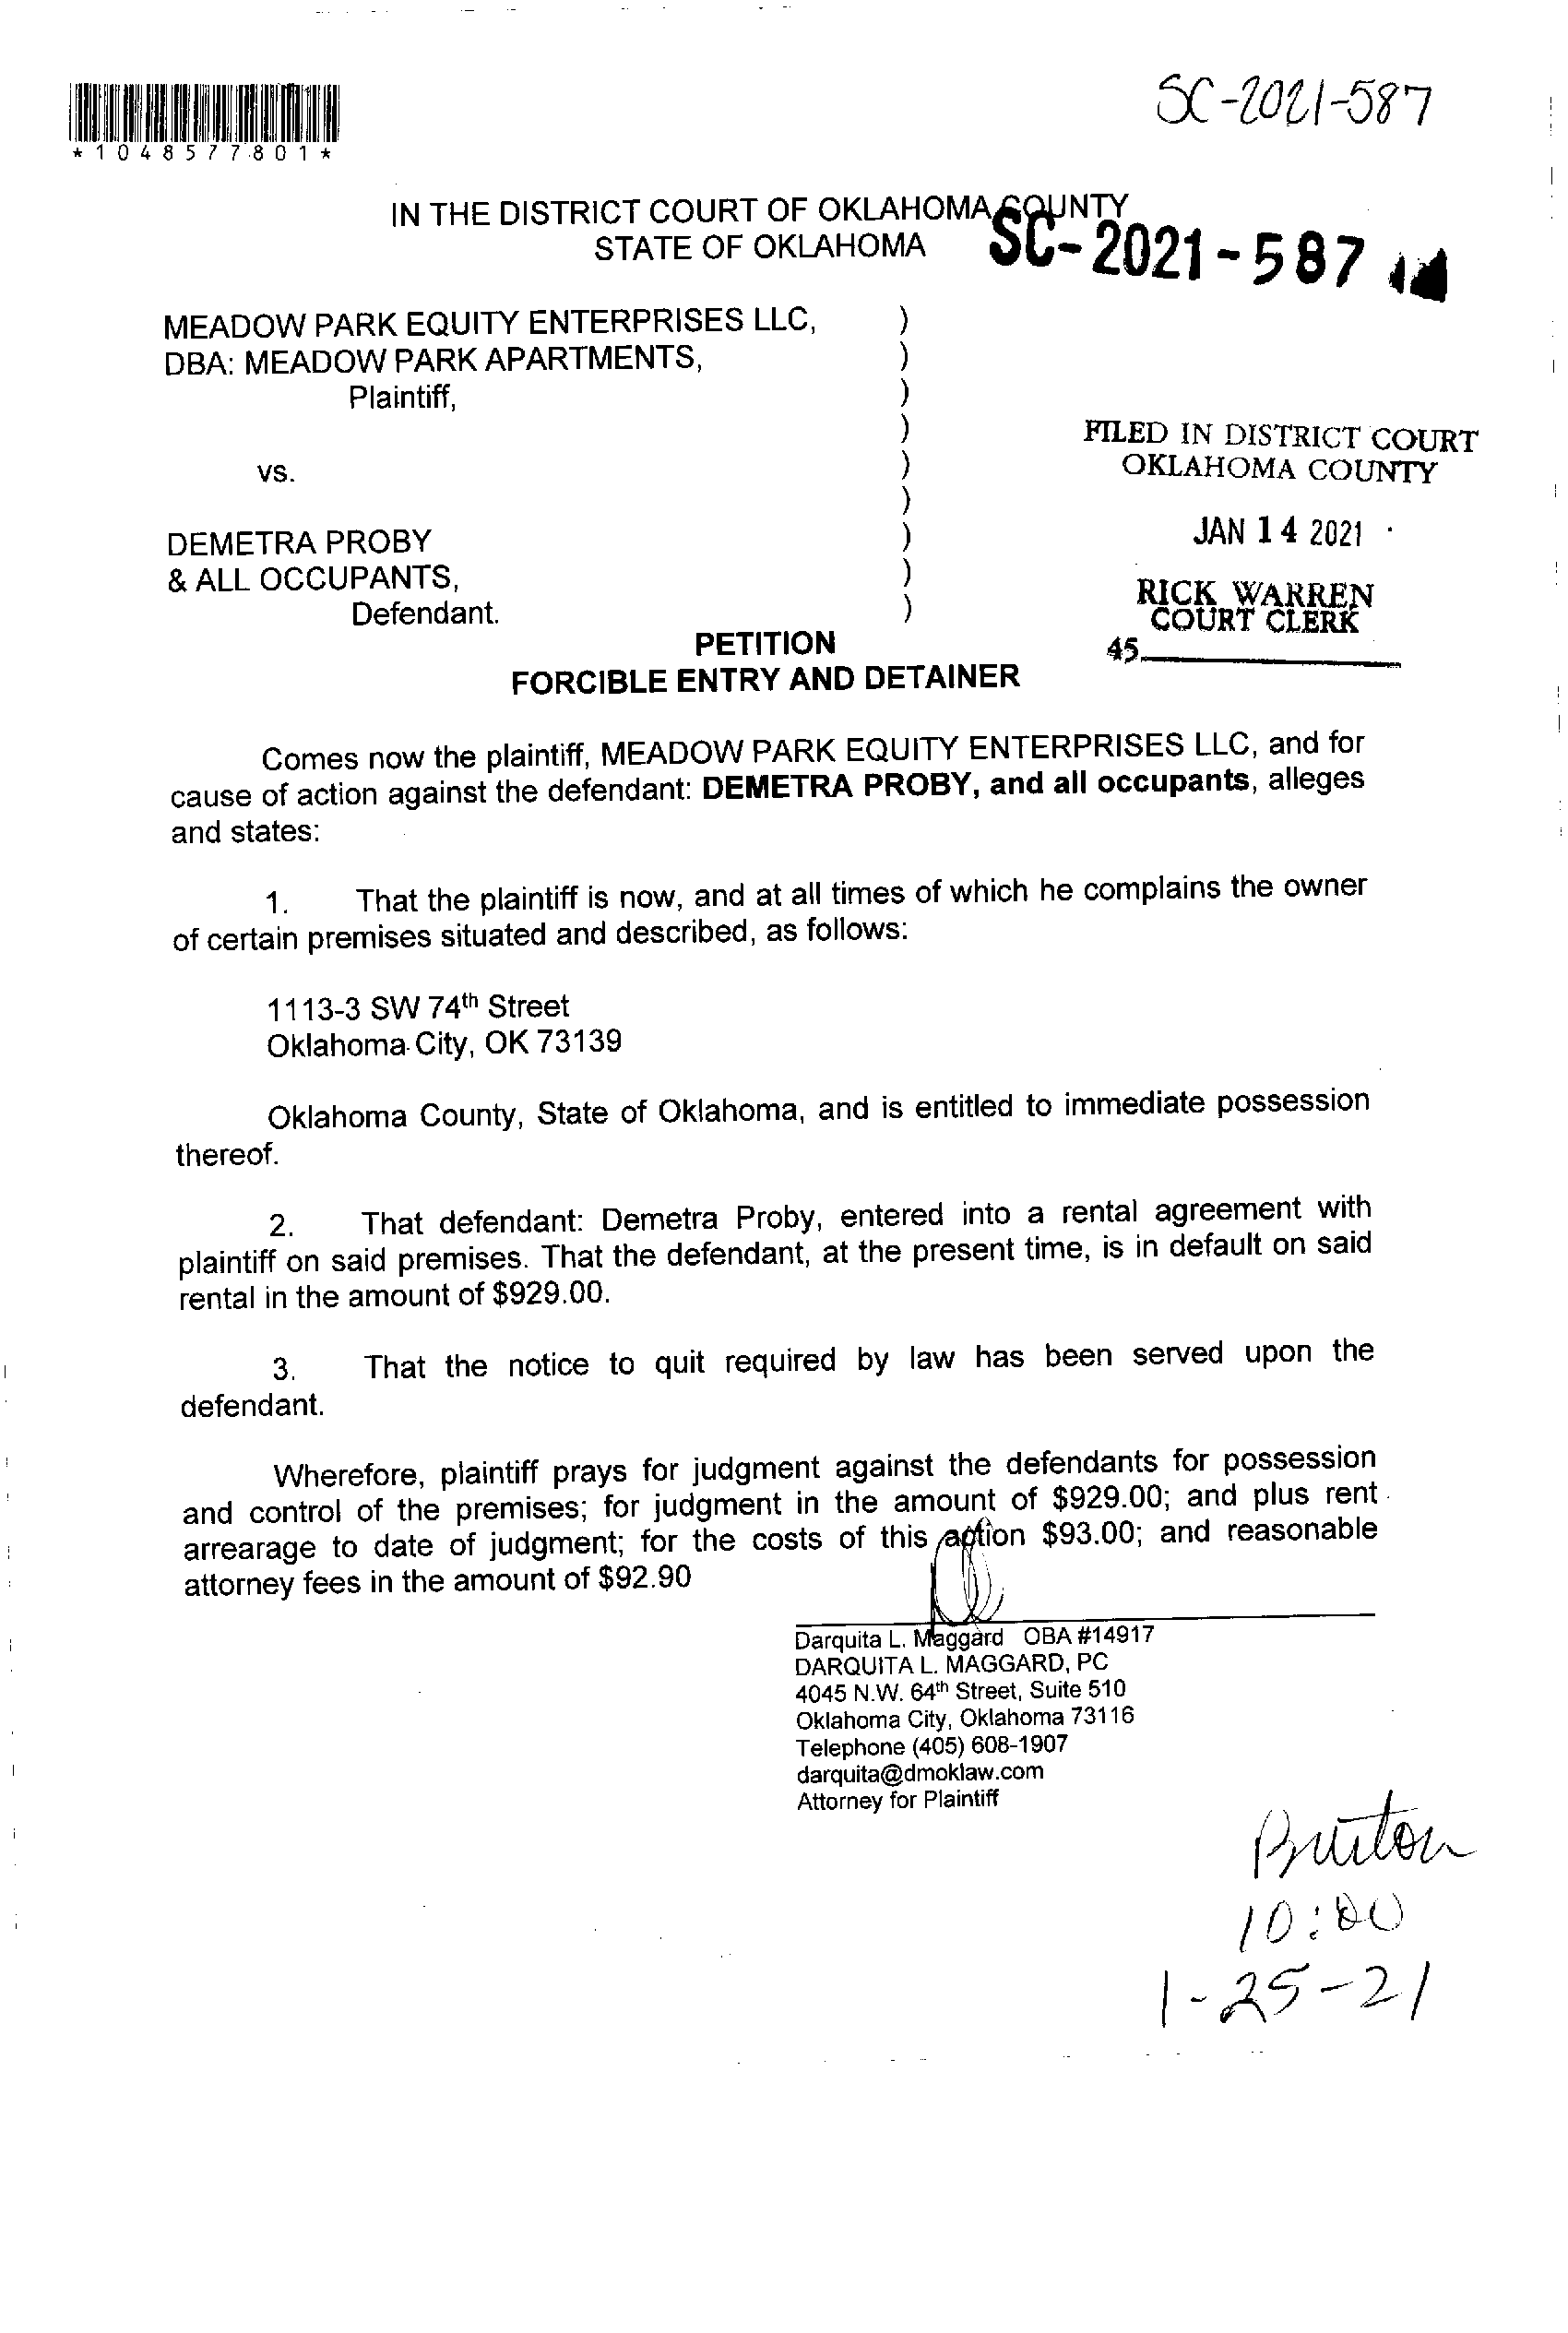 SC-2021-587
*1048577801*
IN THE DISTRICT COURT OF OKLAHOMA COUNTY
STATE OF OKLAHOMA
SC-2021-587
MEADOW PARK EQUITY ENTERPRISES LLC, )
DBA: MEADOW PARK APARTMENTS, )
Plaintiff, )
)
vs. )
)
DEMETRA PROBY )
& ALL OCCUPANTS, )
Defendant. )
FILED IN DISTRICT COURT
OKLAHOMA COUNTY
JAN 14 2021
RICK WARREN
COURT CLERK
45
PETITION
FORCIBLE ENTRY AND DETAINER
Comes now the plaintiff, MEADOW PARK EQUITY ENTERPRISES LLC, and for
cause of action against the defendant: DEMETRA PROBY, and all occupants, alleges
and states:
1. That the plaintiff is now, and at all times of which he complains the owner
of certain premises situated and described, as follows:
1113-3 SW 74th Street
Oklahoma City, OK 73139
Oklahoma County, State of Oklahoma, and is entitled to immediate possession
thereof.
2. That defendant: Demetra Proby, entered into a rental agreement with
plaintiff on said premises. That the defendant, at the present time, is in default on said
rental in the amount of $929.00.
3. That the notice to quit required by law has been served upon the
defendant.
Wherefore, plaintiff prays for judgment against the defendants for possession
and control of the premises; for judgment in the amount of $929.00; and plus rent
arrearage to date of judgment; for the costs of this action $93.00; and reasonable
attorney fees in the amount of $92.90
Darquita L. Maggard OBA #14917
DARQUITA L. MAGGARD, PC
4045 N.W. 64th Street, Suite 510
Oklahoma City, Oklahoma 73116
Telephone (405) 608-1907
darquita@dmoklaw.com
Attorney for Plaintiff
10:00
1-25-21